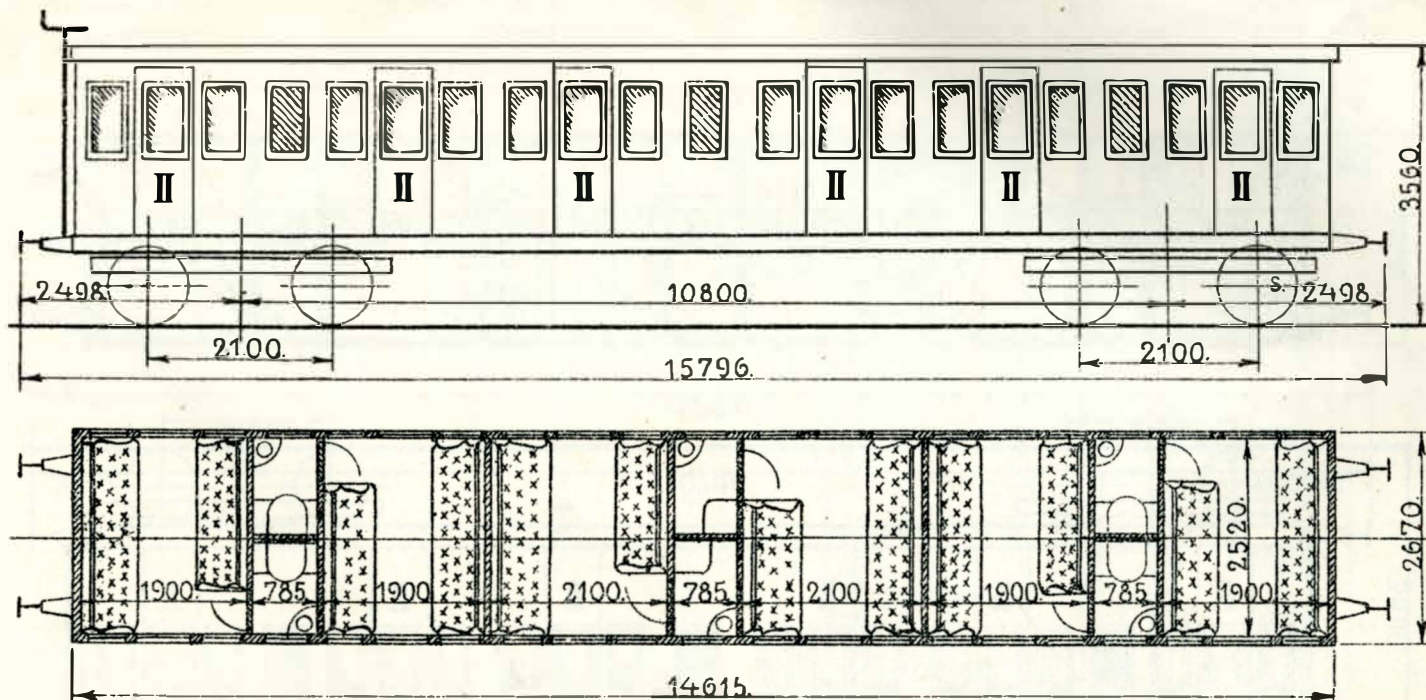 II II II II II II
3560.
2498. 10800. S. 2498.
2100. 2100.
15796.
1900. 785. 1900. 2100. 785. 2100. 1900. 785. 1900.
2520.
2670.
14615.